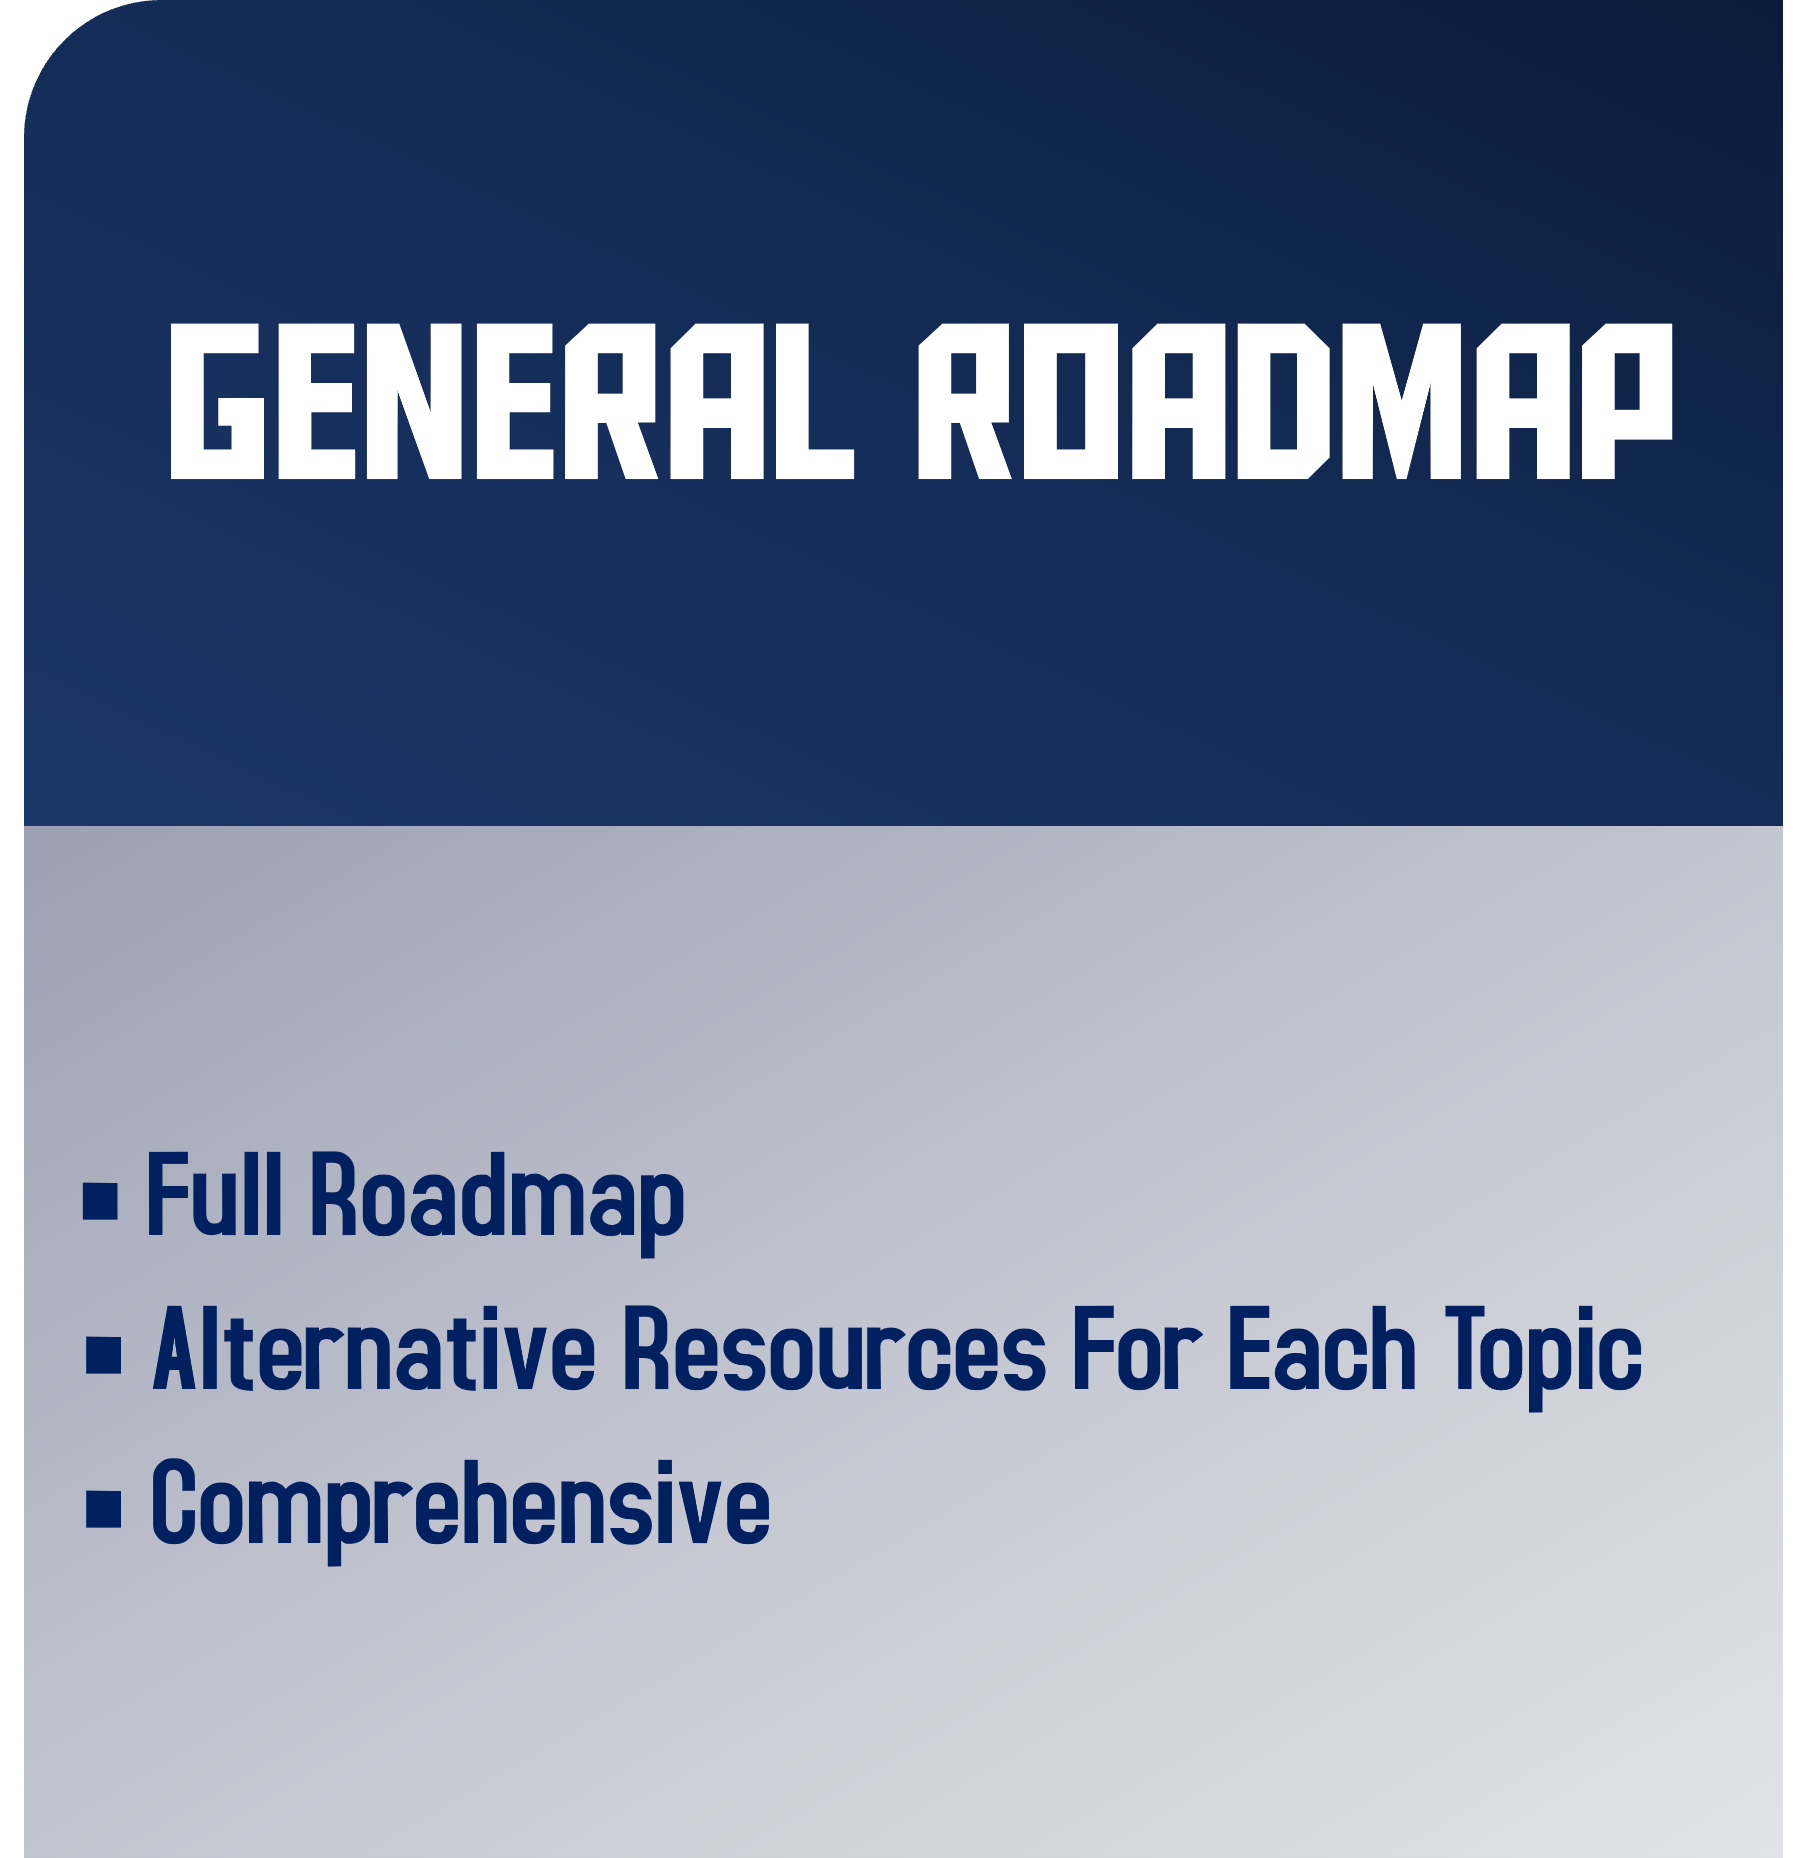 GENERAL ROADMAP
▪ Full Roadmap
▪ Alternative Resources For Each Topic
▪ Comprehensive